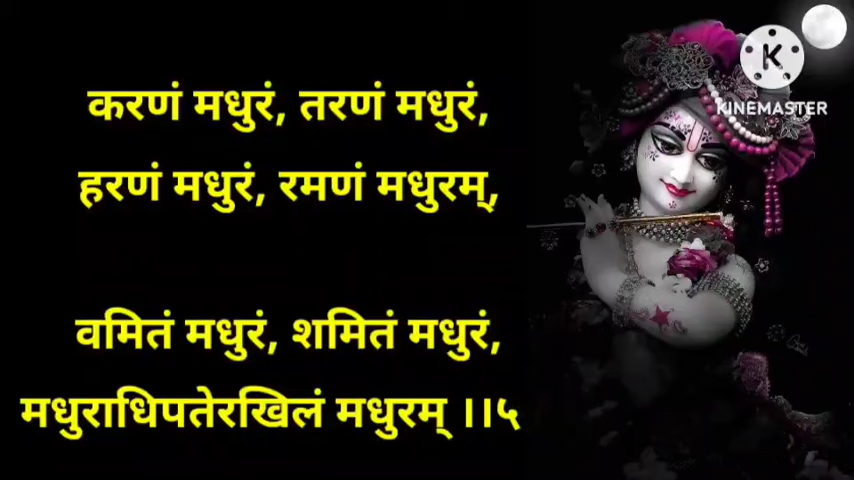 करणं मधुरं, तरणं मधुरं,
हरणं मधुरं, रमणं मधुरम्,
वमितं मधुरं, शमितं मधुरं,
मधुराधिपतेरखिलं मधुरम् ।।५
K
KINEMASTER